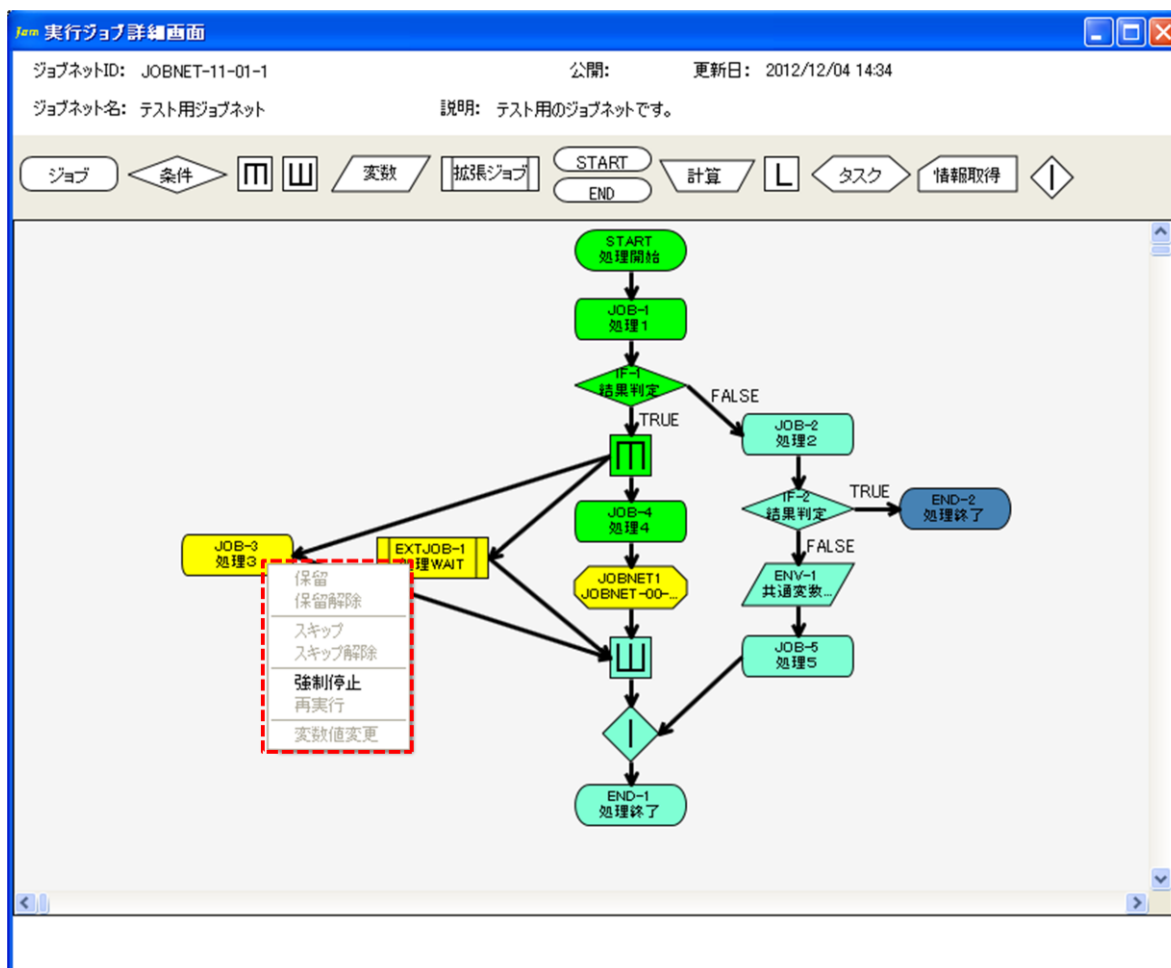 Jam 実行ジョブ詳細画面
ジョブネットID: JOBNET-11-01-1 公開: 更新日: 2012/12/04 14:34
ジョブネット名: テスト用ジョブネット 説明: テスト用のジョブネットです。
ジョブ 条件 変数 拡張ジョブ START 計算 L タスク 情報取得
END
START
処理開始
JOB-1
処理1
IF-1
結果判定
FALSE
TRUE
JOB-2
処理2
JOB-4
処理4
IF-2
結果判定
TRUE
END-2
処理終了
FALSE
JOB-3
処理3
EXTJOB-1
処理WAIT
JOBNET1
JOBNET-00-...
ENV-1
共通変数...
JOB-5
処理5
END-1
処理終了
保留
保留解除
スキップ
スキップ解除
強制停止
再実行
変数値変更